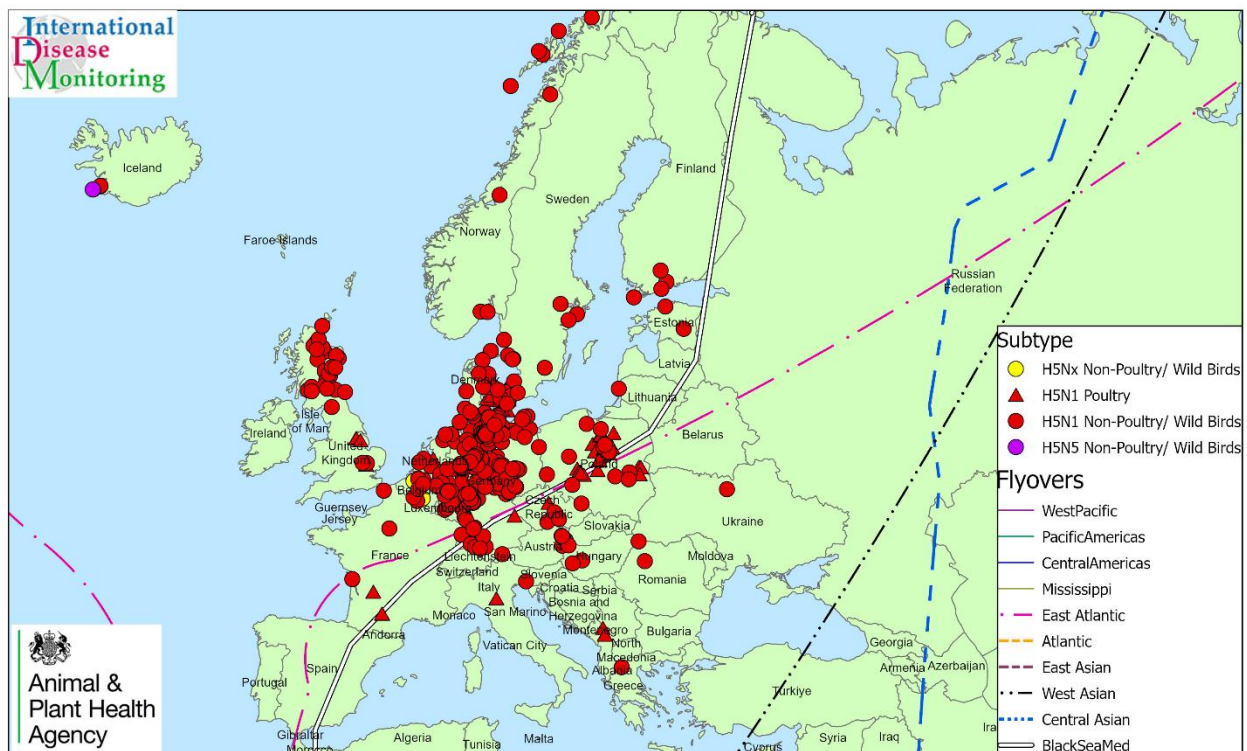 International
Disease
Monitoring
Iceland
Faroe Islands
Finland
Sweden
Norway
Russian
Federation
Estonia
Latvia
Denmark
Lithuania
Isle
of Man
Ireland
United
Kingdom
Belarus
Netherlands
Poland
Germany
Belgium
Luxembourg
Guernsey
Jersey
Czech
Republic
Ukraine
Slovakia
France
Austria
Liechtenstein
Hungary
Moldova
Switzerland
Slovenia
Romania
Croatia
Italy
Serbia
San Marino
Bosnia and
Herzegovina
Monaco
Montenegro
Bulgaria
Andorra
North
Macedonia
Vatican City
Albania
Georgia
Armenia
Azerbaijan
Portugal
Spain
Greece
Türkiye
Gibraltar
Morocco
Algeria
Tunisia
Malta
Cyprus
Syria
Iraq
Subtype
H5Nx Non-Poultry/ Wild Birds
H5N1 Poultry
H5N1 Non-Poultry/ Wild Birds
H5N5 Non-Poultry/ Wild Birds
Flyovers
WestPacific
PacificAmericas
CentralAmericas
Mississippi
East Atlantic
Atlantic
East Asian
West Asian
Central Asian
BlackSeaMed
Animal &
Plant Health
Agency